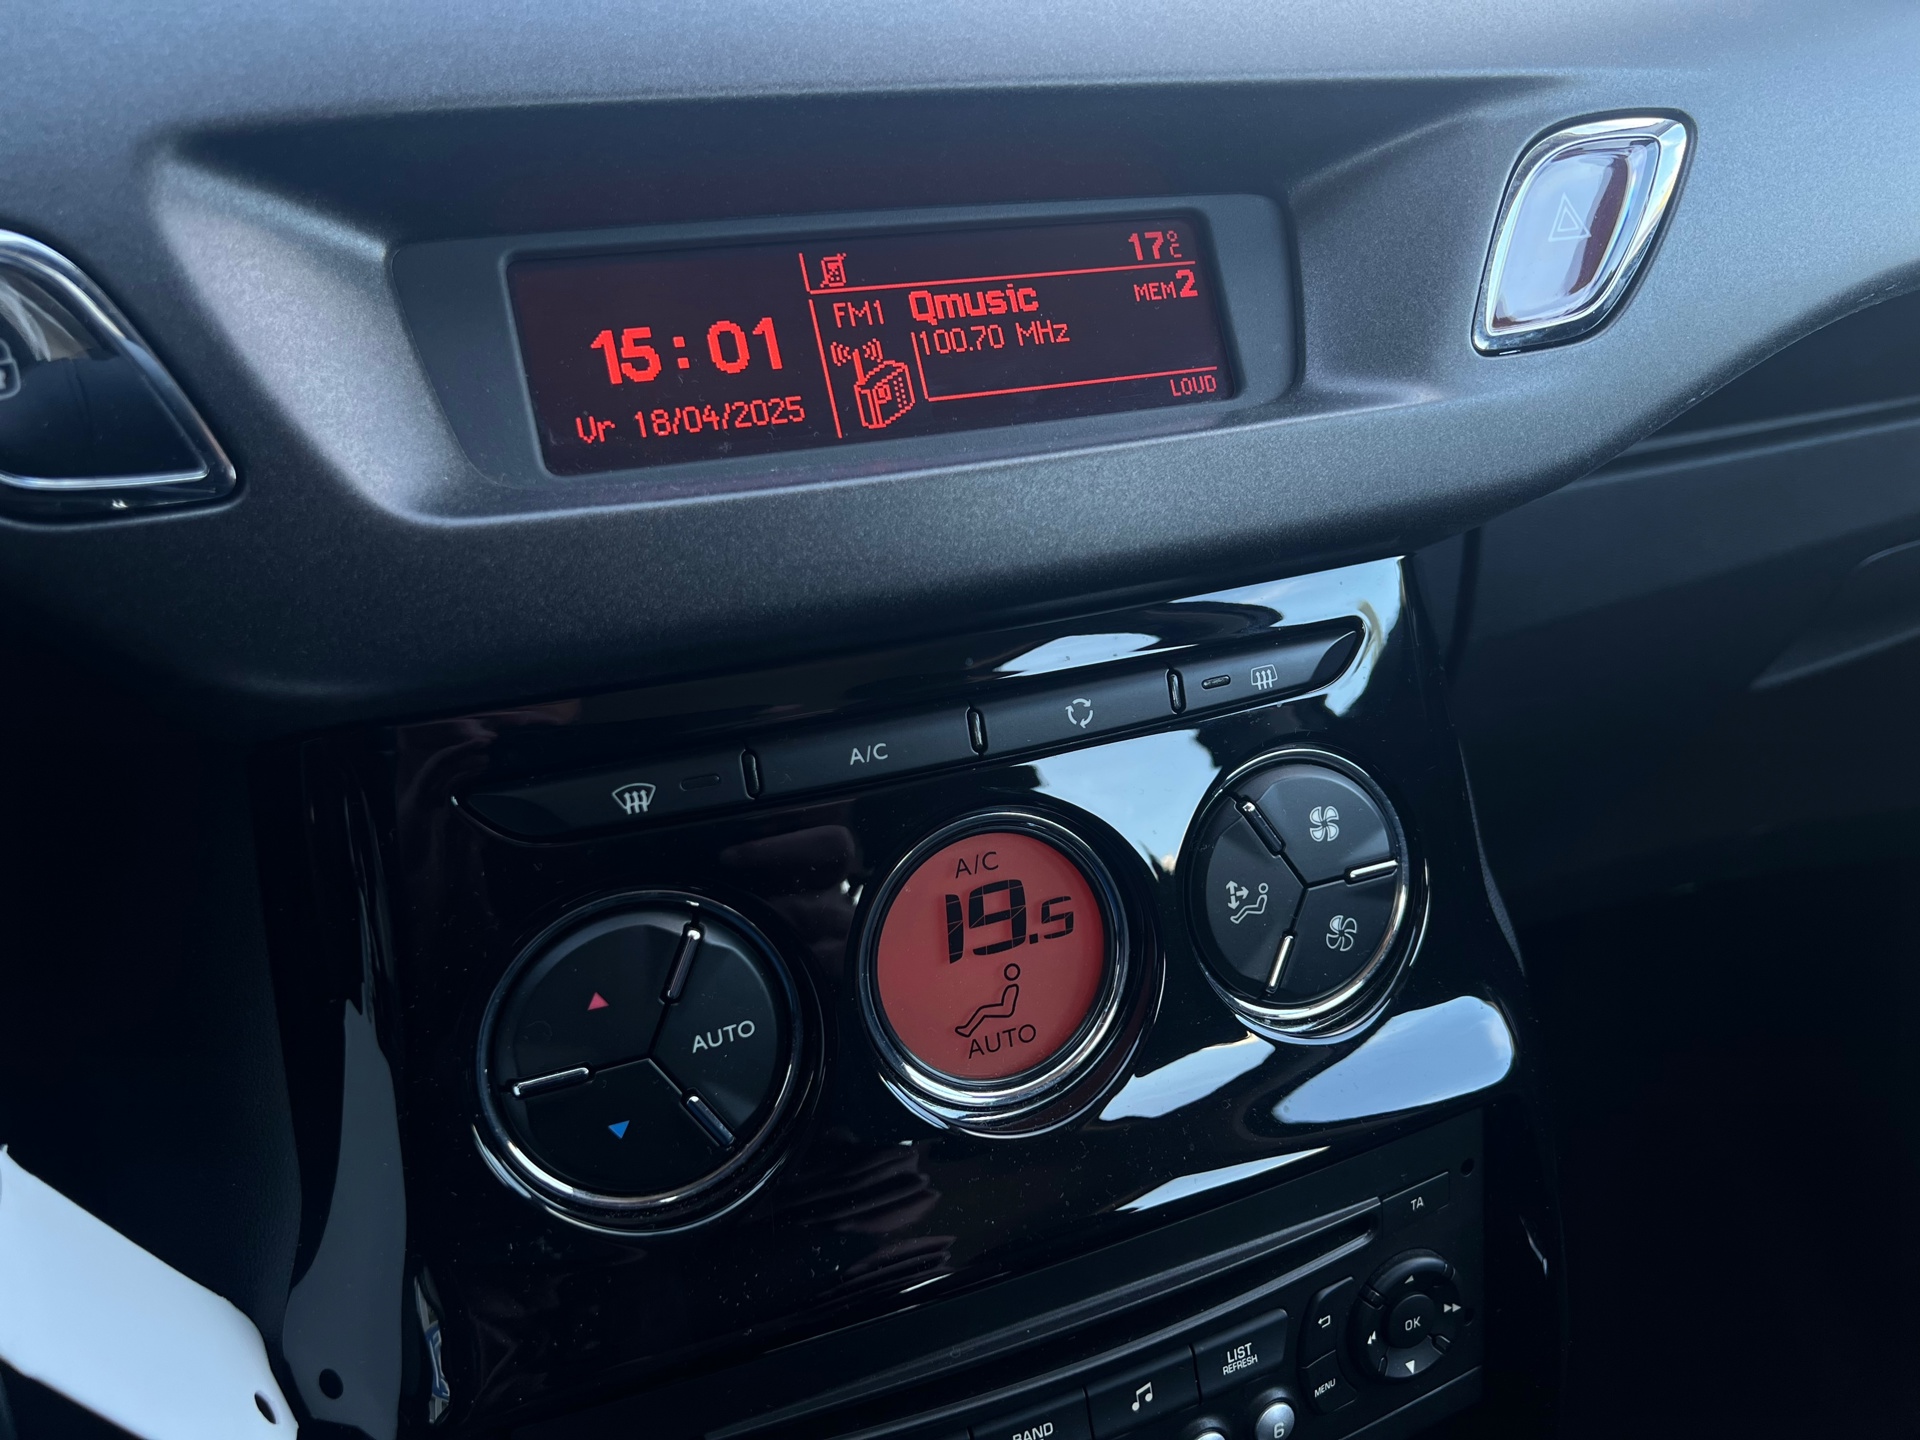 17°C
FM1 Qmusic MEM2
100.70 MHz
15:01
LOUD
Vr 18/04/2025
A/C
A/C
19.5
AUTO
AUTO
TA
OK
LIST
REFRESH
MENU
BAND
6